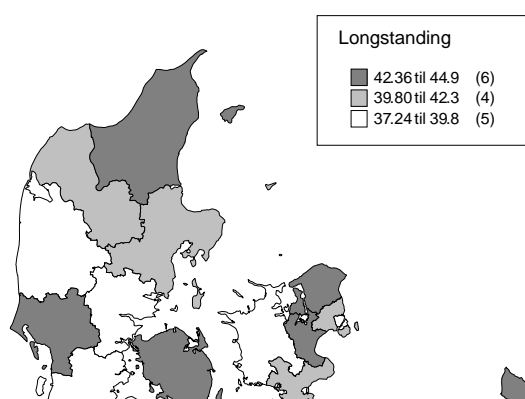 Longstanding
42.36 til 44.9 (6)
39.80 til 42.3 (4)
37.24 til 39.8 (5)